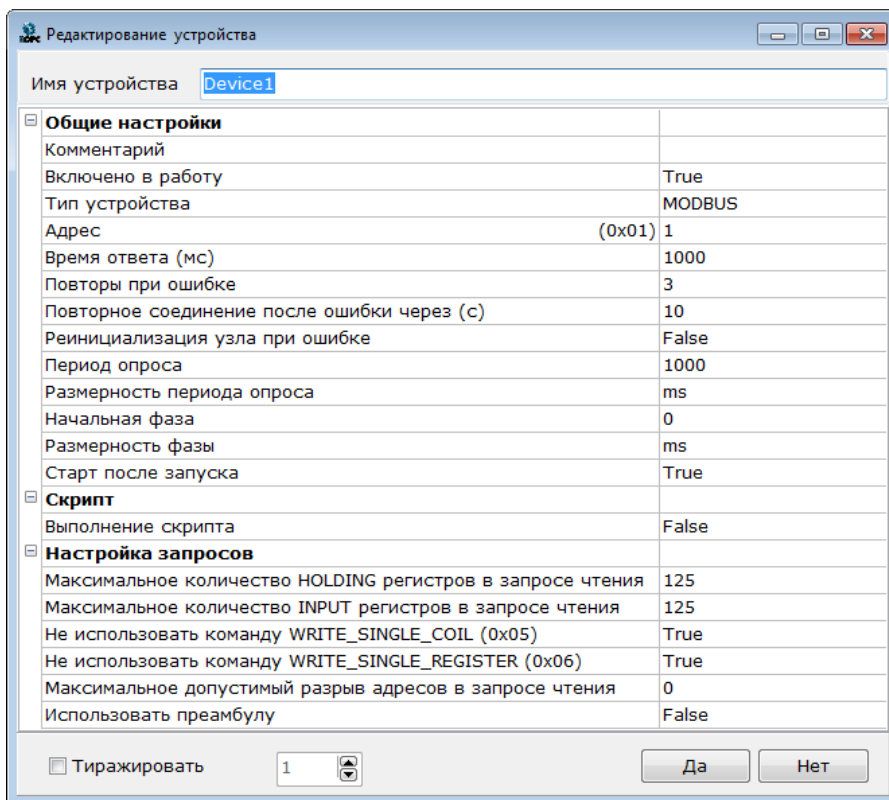 Редактирование устройства
Имя устройства Device1
Общие настройки
Комментарий
Включено в работу True
Тип устройства MODBUS
Адрес (0x01) 1
Время ответа (мс) 1000
Повторы при ошибке 3
Повторное соединение после ошибки через (с) 10
Реинициализация узла при ошибке False
Период опроса 1000
Размерность периода опроса ms
Начальная фаза 0
Размерность фазы ms
Старт после запуска True
Скрипт
Выполнение скрипта False
Настройка запросов
Максимальное количество HOLDING регистров в запросе чтения 125
Максимальное количество INPUT регистров в запросе чтения 125
Не использовать команду WRITE_SINGLE_COIL (0x05) True
Не использовать команду WRITE_SINGLE_REGISTER (0x06) True
Максимальное допустимый разрыв адресов в запросе чтения 0
Использовать преамбулу False
Тиражировать 1 Да Нет